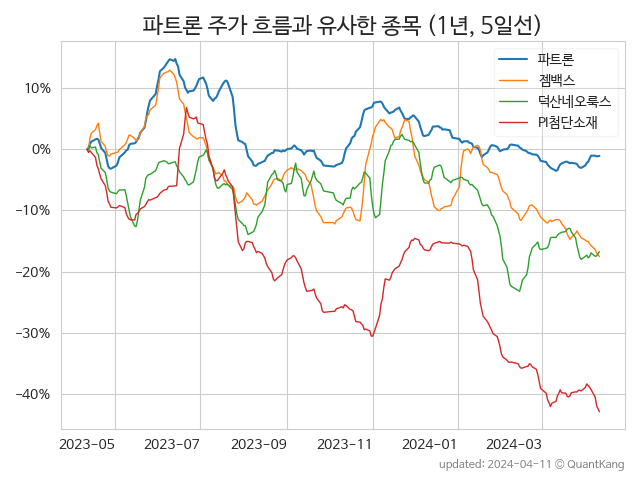 파트론 주가 흐름과 유사한 종목 (1년, 5일선)
파트론
젬백스
덕산네오룩스
PI첨단소재
10%
0%
−10%
−20%
−30%
−40%
2023-05
2023-07
2023-09
2023-11
2024-01
2024-03
updated: 2024-04-11 © QuantKang